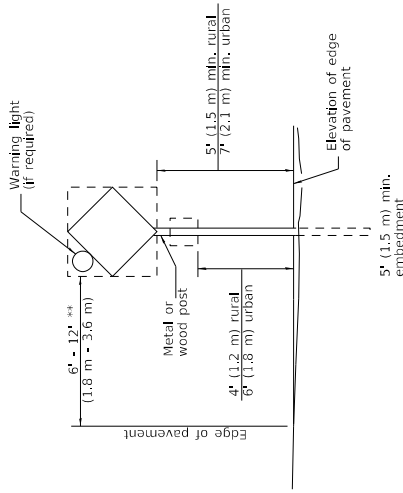 Warning light
(if required)
6' - 12' **
(1.8 m - 3.6 m)
Metal or
wood post
5' (1.5 m) min. rural
7' (2.1 m) min. urban
4' (1.2 m) rural
6' (1.8 m) urban
Edge of pavement
Elevation of edge
of pavement
5' (1.5 m) min.
embedment